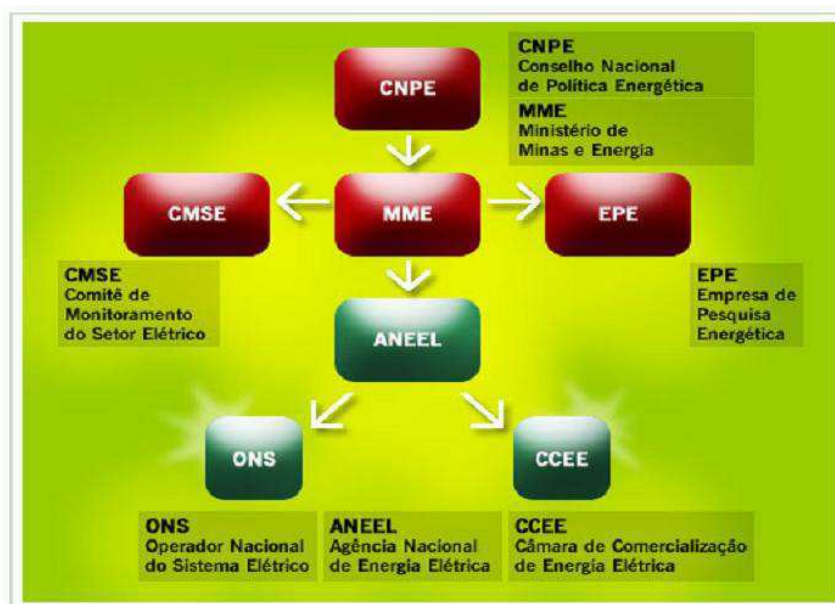 CNPE
CNPE
Conselho Nacional
de Política Energética
MME
Ministério de
Minas e Energia
CMSE
MME
EPE
CMSE
Comitê de
Monitoramento
do Setor Elétrico
EPE
Empresa de
Pesquisa
Energética
ANEEL
ONS
CCEE
ONS
Operador Nacional
do Sistema Elétrico
ANEEL
Agência Nacional
de Energia Elétrica
CCEE
Câmara de Comercialização
de Energia Elétrica